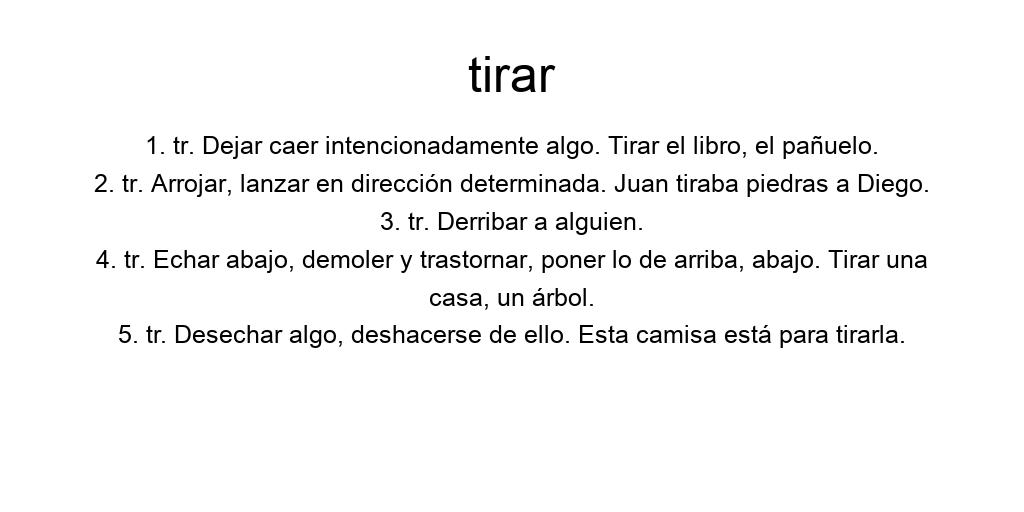 tirar
1. tr. Dejar caer intencionadamente algo. Tirar el libro, el pañuelo.
2. tr. Arrojar, lanzar en dirección determinada. Juan tiraba piedras a Diego.
3. tr. Derribar a alguien.
4. tr. Echar abajo, demoler y trastornar, poner lo de arriba, abajo. Tirar una
casa, un árbol.
5. tr. Desechar algo, deshacerse de ello. Esta camisa está para tirarla.